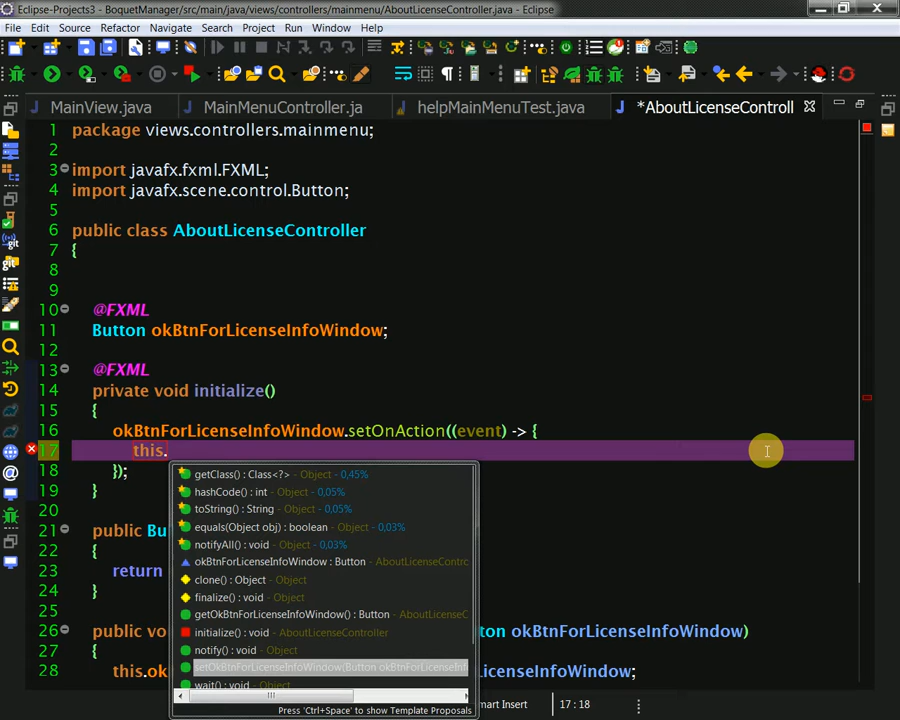 Eclipse-Projects3 - BoquetManager/src/main/java/views/controllers/mainmenu/AboutLicenseController.java - Eclipse
File Edit Source Refactor Navigate Search Project Run Window Help
MainView.java MainMenuController.ja helpMainMenuTest.java *AboutLicenseControll
1 package views.controllers.mainmenu;
2
3 import javafx.fxml.FXML;
4 import javafx.scene.control.Button;
5
6 public class AboutLicenseController
7 {
8
9
10 @FXML
11 Button okBtnForLicenseInfoWindow;
12
13 @FXML
14 private void initialize()
15 {
16 okBtnForLicenseInfoWindow.setOnAction((event) -> {
17 this.
18 });
19 }
20
21 public Bu
22 {
23 return
24 }
25
26 public vo tton okBtnForLicenseInfoWindow)
27 {
28 this.ok enseInfoWindow;
getClass() : Class<?> - Object - 0,45%
hashCode() : int - Object - 0,05%
toString() : String - Object - 0,05%
equals(Object obj) : boolean - Object - 0,03%
notifyAll() : void - Object - 0,03%
okBtnForLicenseInfoWindow : Button - AboutLicenseContro
clone() : Object - Object
finalize() : void - Object
getOkBtnForLicenseInfoWindow() : Button - AboutLicenseC
initialize() : void - AboutLicenseController
notify() : void - Object
setOkBtnForLicenseInfoWindow(Button okBtnForLicenseInf
wait() : void - Object
Press 'Ctrl+Space' to show Template Proposals
mart Insert 17 : 18